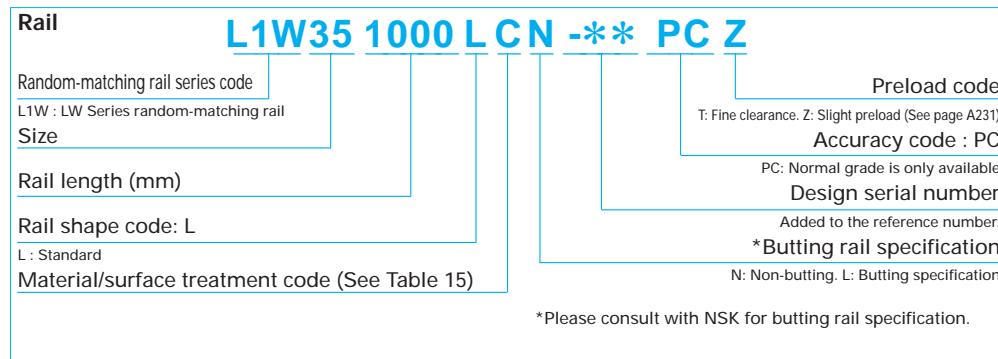 Rail
L1W35 1000 L C N -** PC Z
Random-matching rail series code
L1W : LW Series random-matching rail
Size
Rail length (mm)
Rail shape code: L
L : Standard
Material/surface treatment code (See Table 15)
Preload code
T: Fine clearance. Z: Slight preload (See page A231)
Accuracy code : PC
PC: Normal grade is only available
Design serial number
Added to the reference number.
*Butting rail specification
N: Non-butting. L: Butting specification
*Please consult with NSK for butting rail specification.